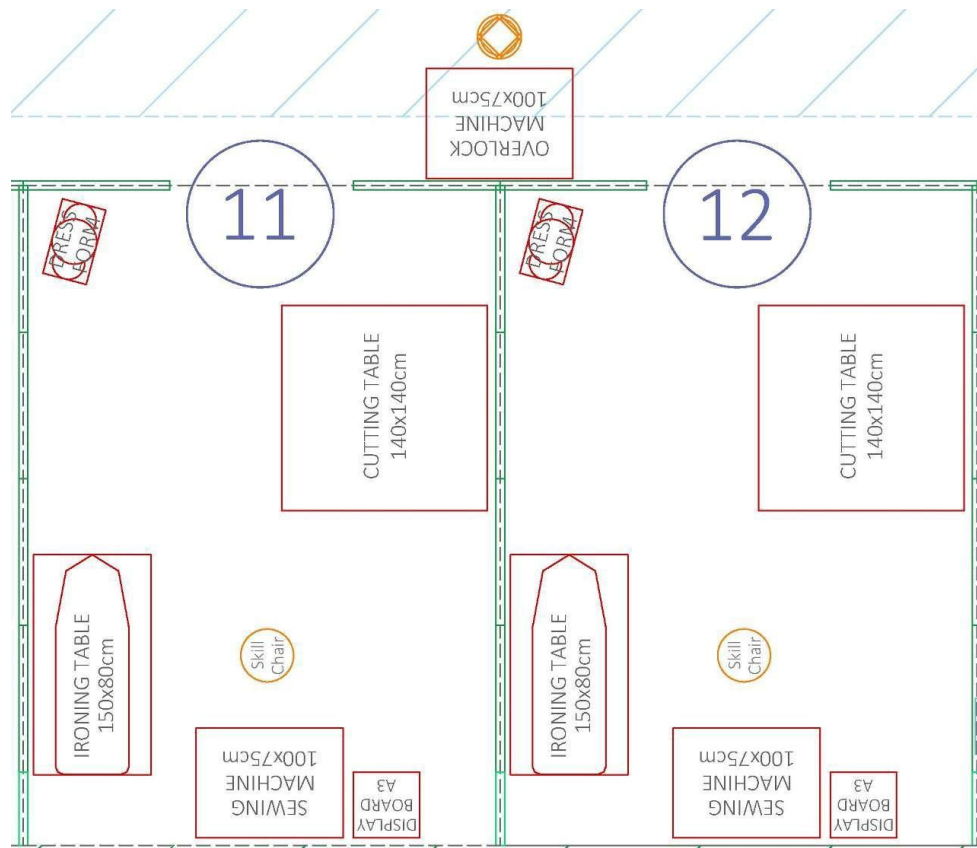 OVERLOCK
MACHINE
100x75cm
11
12
DRESS
FORM
DRESS
FORM
CUTTING TABLE
140x140cm
CUTTING TABLE
140x140cm
IRONING TABLE
150x80cm
Skill
Chair
IRONING TABLE
150x80cm
Skill
Chair
SEWING
MACHINE
100x75cm
DISPLAY
BOARD
A3
SEWING
MACHINE
100x75cm
DISPLAY
BOARD
A3